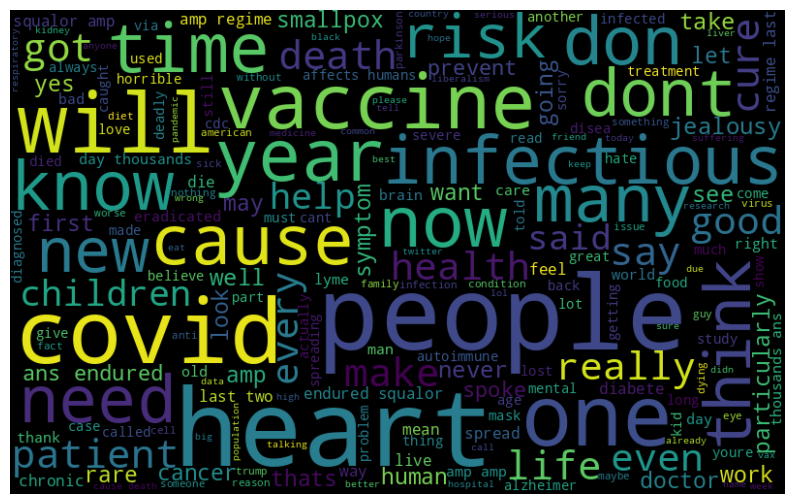 squalor amp
amp regime
via
smallpox
another
infected
take
got
time
death
risk
don
cure
let
yes
always
used
still
horrible
prevent
affects humans
going
sorry
treatment
regime last
liver
country
serious
black
parkinson
hope
respiratory
kidney
anyone
bad
caught
diet
love
pandemic
deadly
cdc
american
medicine
without
liberalism
please
tell
common
something
today
suffering
will
vaccine
dont
jealousy
died
day thousands
year
severe
read
disea
hate
friend
keep
infectious
know
sick
best
worse
nothing
die
wrong
eradicated
help
symptom
brain
want
care
told
many
see
come
issue
research
virus
diagnosed
first
made
may
must
cant
now
good
new
cause
eat
twitter
said
say
much
right
health
feel
great
due
show
believe
well
children
lyme
world
back
food
getting
lot
every
look
part
actually
spreading
family
infection
condition
lol
think
particularly
thousands ans
covid
people
give
fact
anti
man
autoimmune
guy
sure
study
ans endured
old
amp
make
never
lost
really
dying
didn
need
last two
data
endured squalor
diabete
long
mental
spoke
age
mask
kid
day
eye
heart
one
thank
case
called
cell
high
population
mean
thing
problem
spread
call
youre
already
vax
patient
big
talking
trump
life
even
doctor
work
rare
cancer
thats
way
live
human
amp amp
alzheimer
chronic
cause death
someone
reason
better
hospital
maybe
week